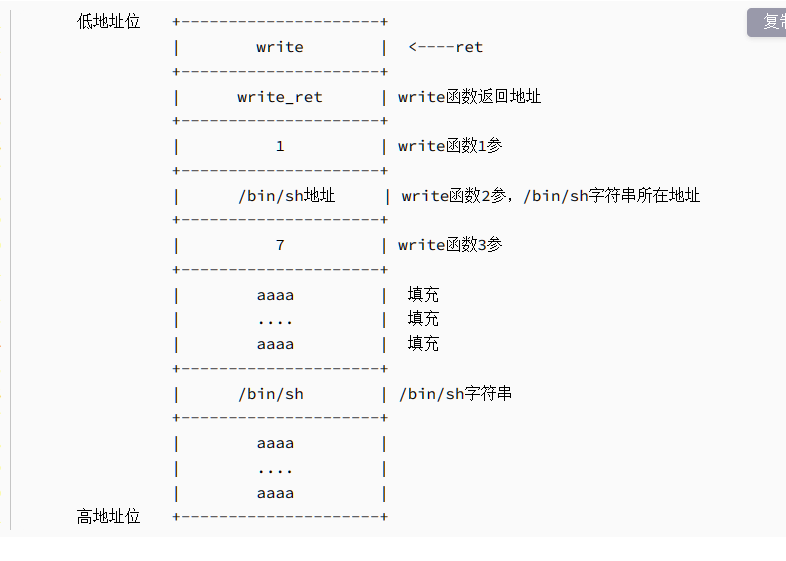 复制
低地址位 +---------------------+
| write | <----ret
+---------------------+
| write_ret | write函数返回地址
+---------------------+
| 1 | write函数1参
+---------------------+
| /bin/sh地址 | write函数2参，/bin/sh字符串所在地址
+---------------------+
| 7 | write函数3参
+---------------------+
| aaaa | 填充
| .... | 填充
| aaaa | 填充
+---------------------+
| /bin/sh | /bin/sh字符串
+---------------------+
| aaaa |
| .... |
| aaaa |
高地址位 +---------------------+